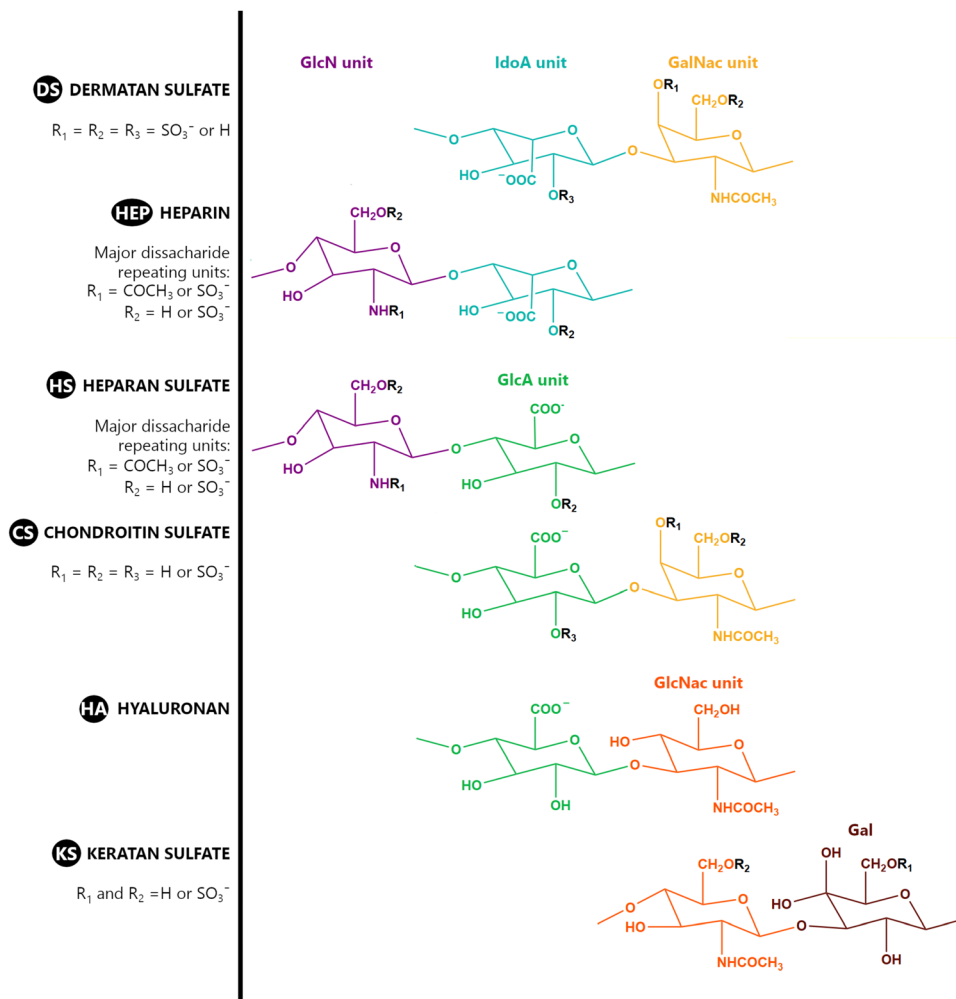 GlcN unit
IdoA unit
GalNac unit
DS DERMATAN SULFATE
R₁ = R₂ = R₃ = SO₃⁻ or H
OR₁
CH₂OR₂
O
O
O
O
HO
⁻OOC
OR₃
NHCOCH₃
HEP HEPARIN
Major dissacharide
repeating units:
R₁ = COCH₃ or SO₃⁻
R₂ = H or SO₃⁻
CH₂OR₂
O
O
O
O
HO
NHR₁
HO
⁻OOC
OR₂
HS HEPARAN SULFATE
GlcA unit
Major dissacharide
repeating units:
R₁ = COCH₃ or SO₃⁻
R₂ = H or SO₃⁻
CH₂OR₂
COO⁻
O
O
O
O
HO
NHR₁
HO
OR₂
CS CHONDROITIN SULFATE
R₁ = R₂ = R₃ = H or SO₃⁻
COO⁻
OR₁
CH₂OR₂
O
O
O
O
HO
OR₃
NHCOCH₃
GlcNac unit
HA HYALURONAN
COO⁻
CH₂OH
HO
O
O
O
O
HO
OH
NHCOCH₃
Gal
KS KERATAN SULFATE
R₁ and R₂ =H or SO₃⁻
CH₂OR₂
OH
CH₂OR₁
O
O
HO
O
HO
O
NHCOCH₃
OH